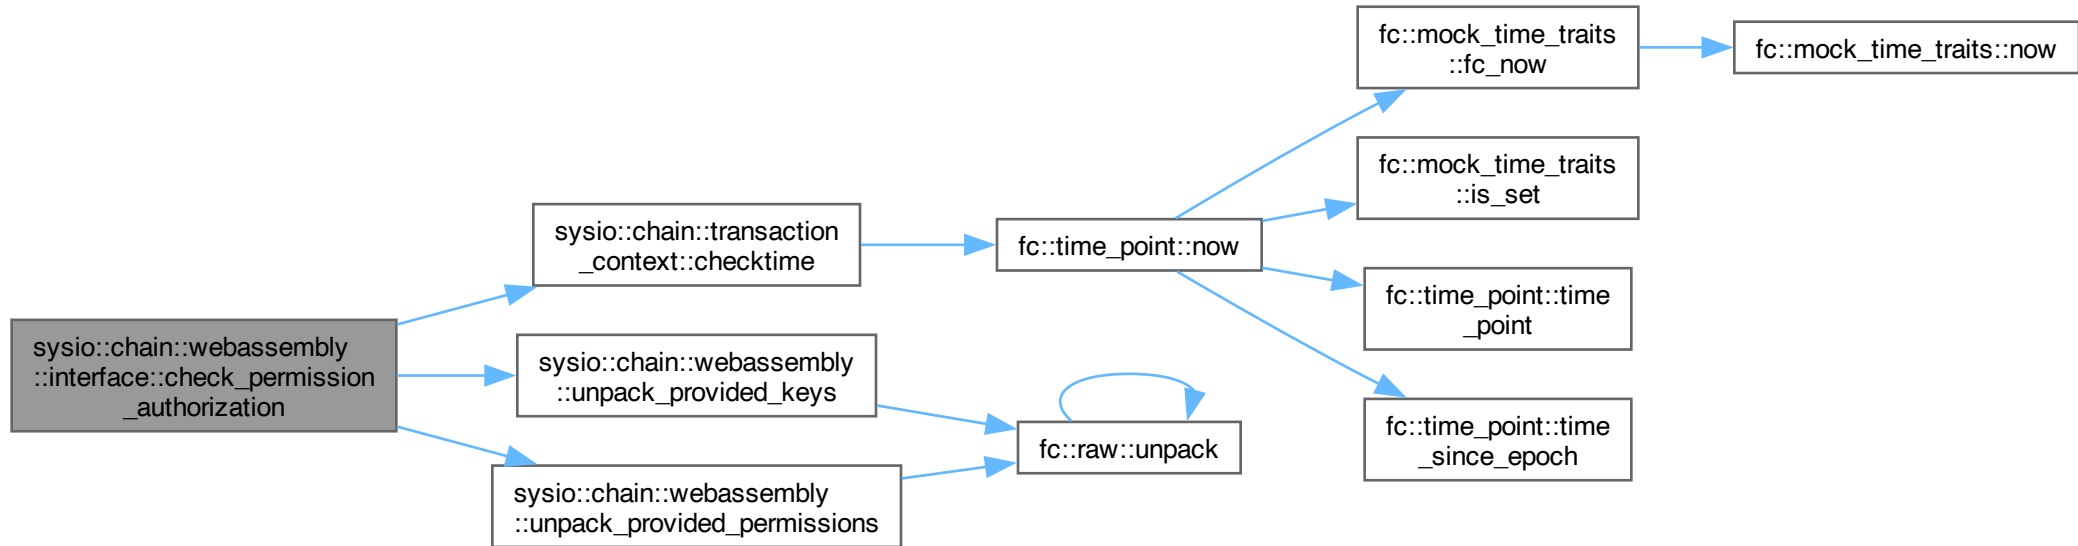 sysio::chain::webassembly
::interface::check_permission
_authorization
sysio::chain::transaction
_context::checktime
fc::time_point::now
fc::mock_time_traits
::fc_now
fc::mock_time_traits::now
fc::mock_time_traits
::is_set
fc::time_point::time
_point
fc::time_point::time
_since_epoch
sysio::chain::webassembly
::unpack_provided_keys
fc::raw::unpack
sysio::chain::webassembly
::unpack_provided_permissions